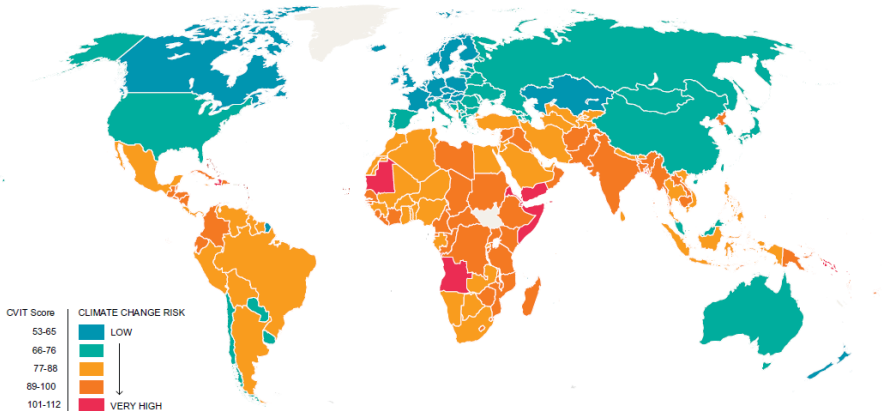 CVIT Score CLIMATE CHANGE RISK
53-65 LOW
66-76
77-88
89-100
101-112 VERY HIGH